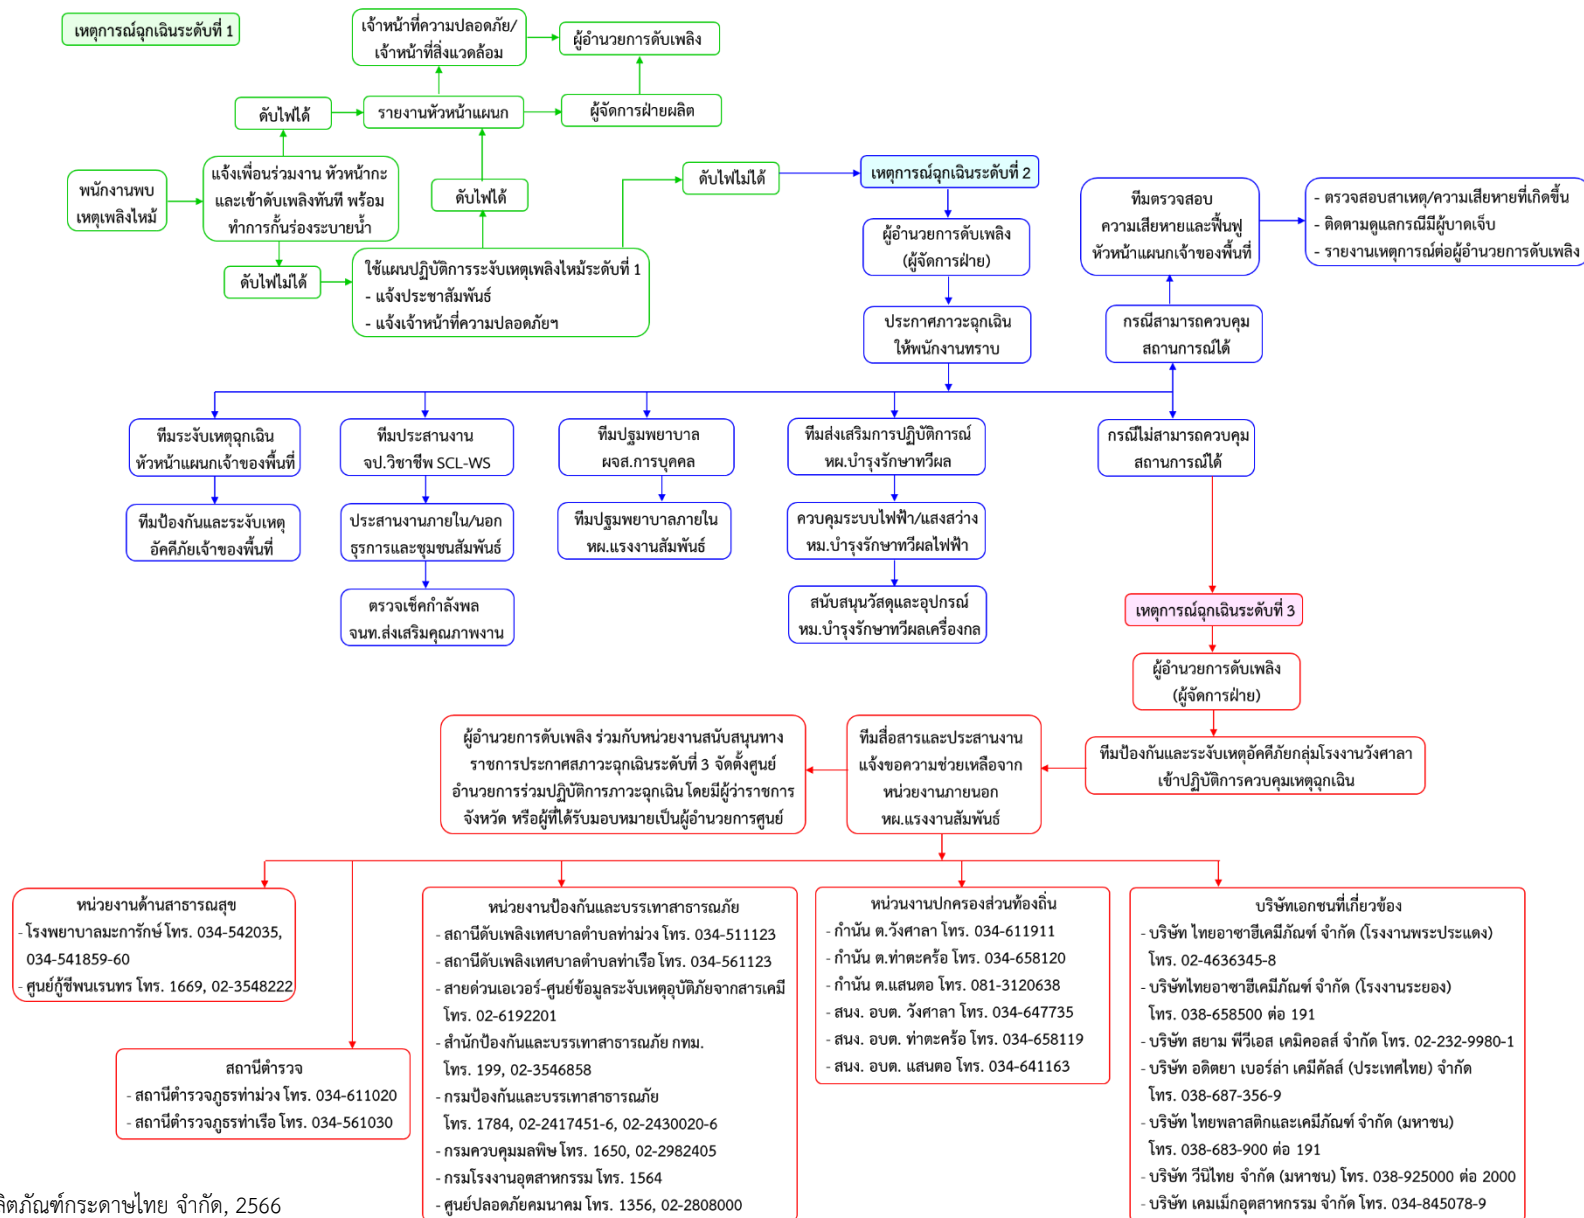 เหตุการณ์ฉุกเฉินระดับที่ 1
เจ้าหน้าที่ความปลอดภัย/
เจ้าหน้าที่สิ่งแวดล้อม
ผู้อำนวยการดับเพลิง
ดับไฟได้
รายงานหัวหน้าแผนก
ผู้จัดการฝ่ายผลิต
พนักงานพบ
เหตุเพลิงไหม้
แจ้งเพื่อนร่วมงาน หัวหน้ากะ
และเข้าดับเพลิงทันที พร้อม
ทำการกั้นร่องระบายน้ำ
ดับไฟได้
ดับไฟไม่ได้
ดับไฟไม่ได้
ใช้แผนปฏิบัติการระงับเหตุเพลิงไหม้ระดับที่ 1
- แจ้งประชาสัมพันธ์
- แจ้งเจ้าหน้าที่ความปลอดภัยฯ
เหตุการณ์ฉุกเฉินระดับที่ 2
ผู้อำนวยการดับเพลิง
(ผู้จัดการฝ่าย)
ประกาศภาวะฉุกเฉิน
ให้พนักงานทราบ
ทีมตรวจสอบ
ความเสียหายและฟื้นฟู
หัวหน้าแผนกเจ้าของพื้นที่
- ตรวจสอบสาเหตุ/ความเสียหายที่เกิดขึ้น
- ติดตามดูแลกรณีมีผู้บาดเจ็บ
- รายงานเหตุการณ์ต่อผู้อำนวยการดับเพลิง
กรณีสามารถควบคุม
สถานการณ์ได้
ทีมระงับเหตุฉุกเฉิน
หัวหน้าแผนกเจ้าของพื้นที่
ทีมประสานงาน
จป.วิชาชีพ SCL-WS
ทีมปฐมพยาบาล
ผจส.การบุคคล
ทีมส่งเสริมการปฏิบัติการณ์
หผ.บำรุงรักษาทวีผล
กรณีไม่สามารถควบคุม
สถานการณ์ได้
ทีมป้องกันและระงับเหตุ
อัคคีภัยเจ้าของพื้นที่
ประสานงานภายใน/นอก
ธุรการและชุมชนสัมพันธ์
ทีมปฐมพยาบาลภายใน
หผ.แรงงานสัมพันธ์
ควบคุมระบบไฟฟ้า/แสงสว่าง
หม.บำรุงรักษาทวีผลไฟฟ้า
ตรวจเช็คกำลังพล
จนท.ส่งเสริมคุณภาพงาน
สนับสนุนวัสดุและอุปกรณ์
หม.บำรุงรักษาทวีผลเครื่องกล
เหตุการณ์ฉุกเฉินระดับที่ 3
ผู้อำนวยการดับเพลิง
(ผู้จัดการฝ่าย)
ทีมป้องกันและระงับเหตุอัคคีภัยกลุ่มโรงงานวังศาลา
เข้าปฏิบัติการควบคุมเหตุฉุกเฉิน
ทีมสื่อสารและประสานงาน
แจ้งขอความช่วยเหลือจาก
หน่วยงานภายนอก
หผ.แรงงานสัมพันธ์
ผู้อำนวยการดับเพลิง ร่วมกับหน่วยงานสนับสนุนทาง
ราชการประกาศสภาวะฉุกเฉินระดับที่ 3 จัดตั้งศูนย์
อำนวยการร่วมปฏิบัติการภาวะฉุกเฉิน โดยมีผู้ว่าราชการ
จังหวัด หรือผู้ที่ได้รับมอบหมายเป็นผู้อำนวยการศูนย์
หน่วยงานด้านสาธารณสุข
- โรงพยาบาลมะการักษ์ โทร. 034-542035,
034-541859-60
- ศูนย์กู้ชีพนเรนทร โทร. 1669, 02-3548222
สถานีตำรวจ
- สถานีตำรวจภูธรท่าม่วง โทร. 034-611020
- สถานีตำรวจภูธรท่าเรือ โทร. 034-561030
หน่วยงานป้องกันและบรรเทาสาธารณภัย
- สถานีดับเพลิงเทศบาลตำบลท่าม่วง โทร. 034-511123
- สถานีดับเพลิงเทศบาลตำบลท่าเรือ โทร. 034-561123
- สายด่วนเอเวอร์-ศูนย์ข้อมูลระงับเหตุอุบัติภัยจากสารเคมี
โทร. 02-6192201
- สำนักป้องกันและบรรเทาสาธารณภัย กทม.
โทร. 199, 02-3546858
- กรมป้องกันและบรรเทาสาธารณภัย
โทร. 1784, 02-2417451-6, 02-2430020-6
- กรมควบคุมมลพิษ โทร. 1650, 02-2982405
- กรมโรงงานอุตสาหกรรม โทร. 1564
- ศูนย์ปลอดภัยคมนาคม โทร. 1356, 02-2808000
หน่วนงานปกครองส่วนท้องถิ่น
- กำนัน ต.วังศาลา โทร. 034-611911
- กำนัน ต.ท่าตะคร้อ โทร. 034-658120
- กำนัน ต.แสนตอ โทร. 081-3120638
- สนง. อบต. วังศาลา โทร. 034-647735
- สนง. อบต. ท่าตะคร้อ โทร. 034-658119
- สนง. อบต. แสนตอ โทร. 034-641163
บริษัทเอกชนที่เกี่ยวข้อง
- บริษัท ไทยอาซาฮีเคมีภัณฑ์ จำกัด (โรงงานพระประแดง)
โทร. 02-4636345-8
- บริษัทไทยอาซาฮีเคมีภัณฑ์ จำกัด (โรงงานระยอง)
โทร. 038-658500 ต่อ 191
- บริษัท สยาม พีวีเอส เคมิคอลส์ จำกัด โทร. 02-232-9980-1
- บริษัท อดิตยา เบอร์ล่า เคมีคัลส์ (ประเทศไทย) จำกัด
โทร. 038-687-356-9
- บริษัท ไทยพลาสติกและเคมีภัณฑ์ จำกัด (มหาชน)
โทร. 038-683-900 ต่อ 191
- บริษัท วีนิไทย จำกัด (มหาชน) โทร. 038-925000 ต่อ 2000
- บริษัท เคมเม็กอุตสาหกรรม จำกัด โทร. 034-845078-9
ลิตภัณฑ์กระดาษไทย จำกัด, 2566